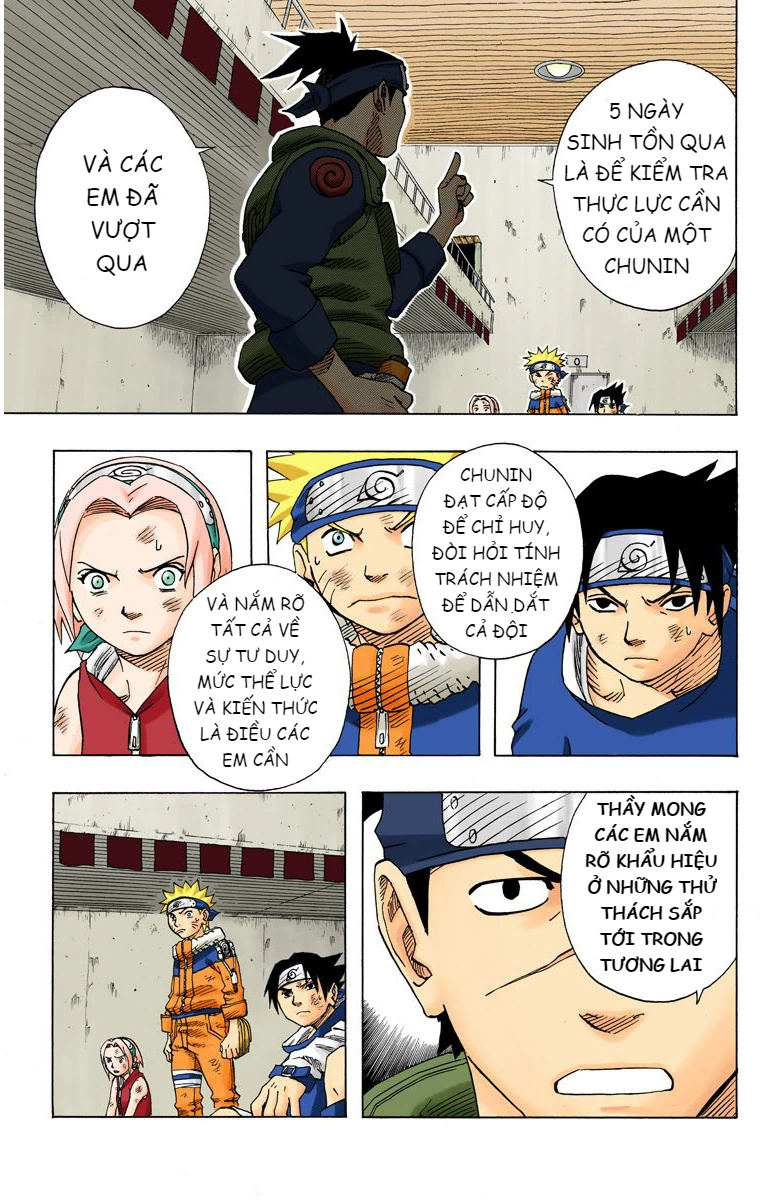 5 NGÀY
SINH TỒN QUA
LÀ ĐỂ KIỂM TRA
THỰC LỰC CẦN
CÓ CỦA MỘT
CHUNIN
VÀ CÁC
EM ĐÃ
VƯỢT
QUA
CHUNIN
ĐẠT CẤP ĐỘ
ĐỂ CHỈ HUY,
ĐỜI HỎI TÍNH
TRÁCH NHIỆM
ĐỂ DẪN DẮT
CẢ ĐỘI
VÀ NẮM RÕ
TẤT CẢ VỀ
SỰ TƯ DUY,
MỨC THỂ LỰC
VÀ KIẾN THỨC
LÀ ĐIỀU CÁC
EM CẦN
THẦY MONG
CÁC EM NẮM
RÕ KHẨU HIỆU
Ở NHỮNG THỬ
THÁCH SẮP
TỚI TRONG
TƯƠNG LAI